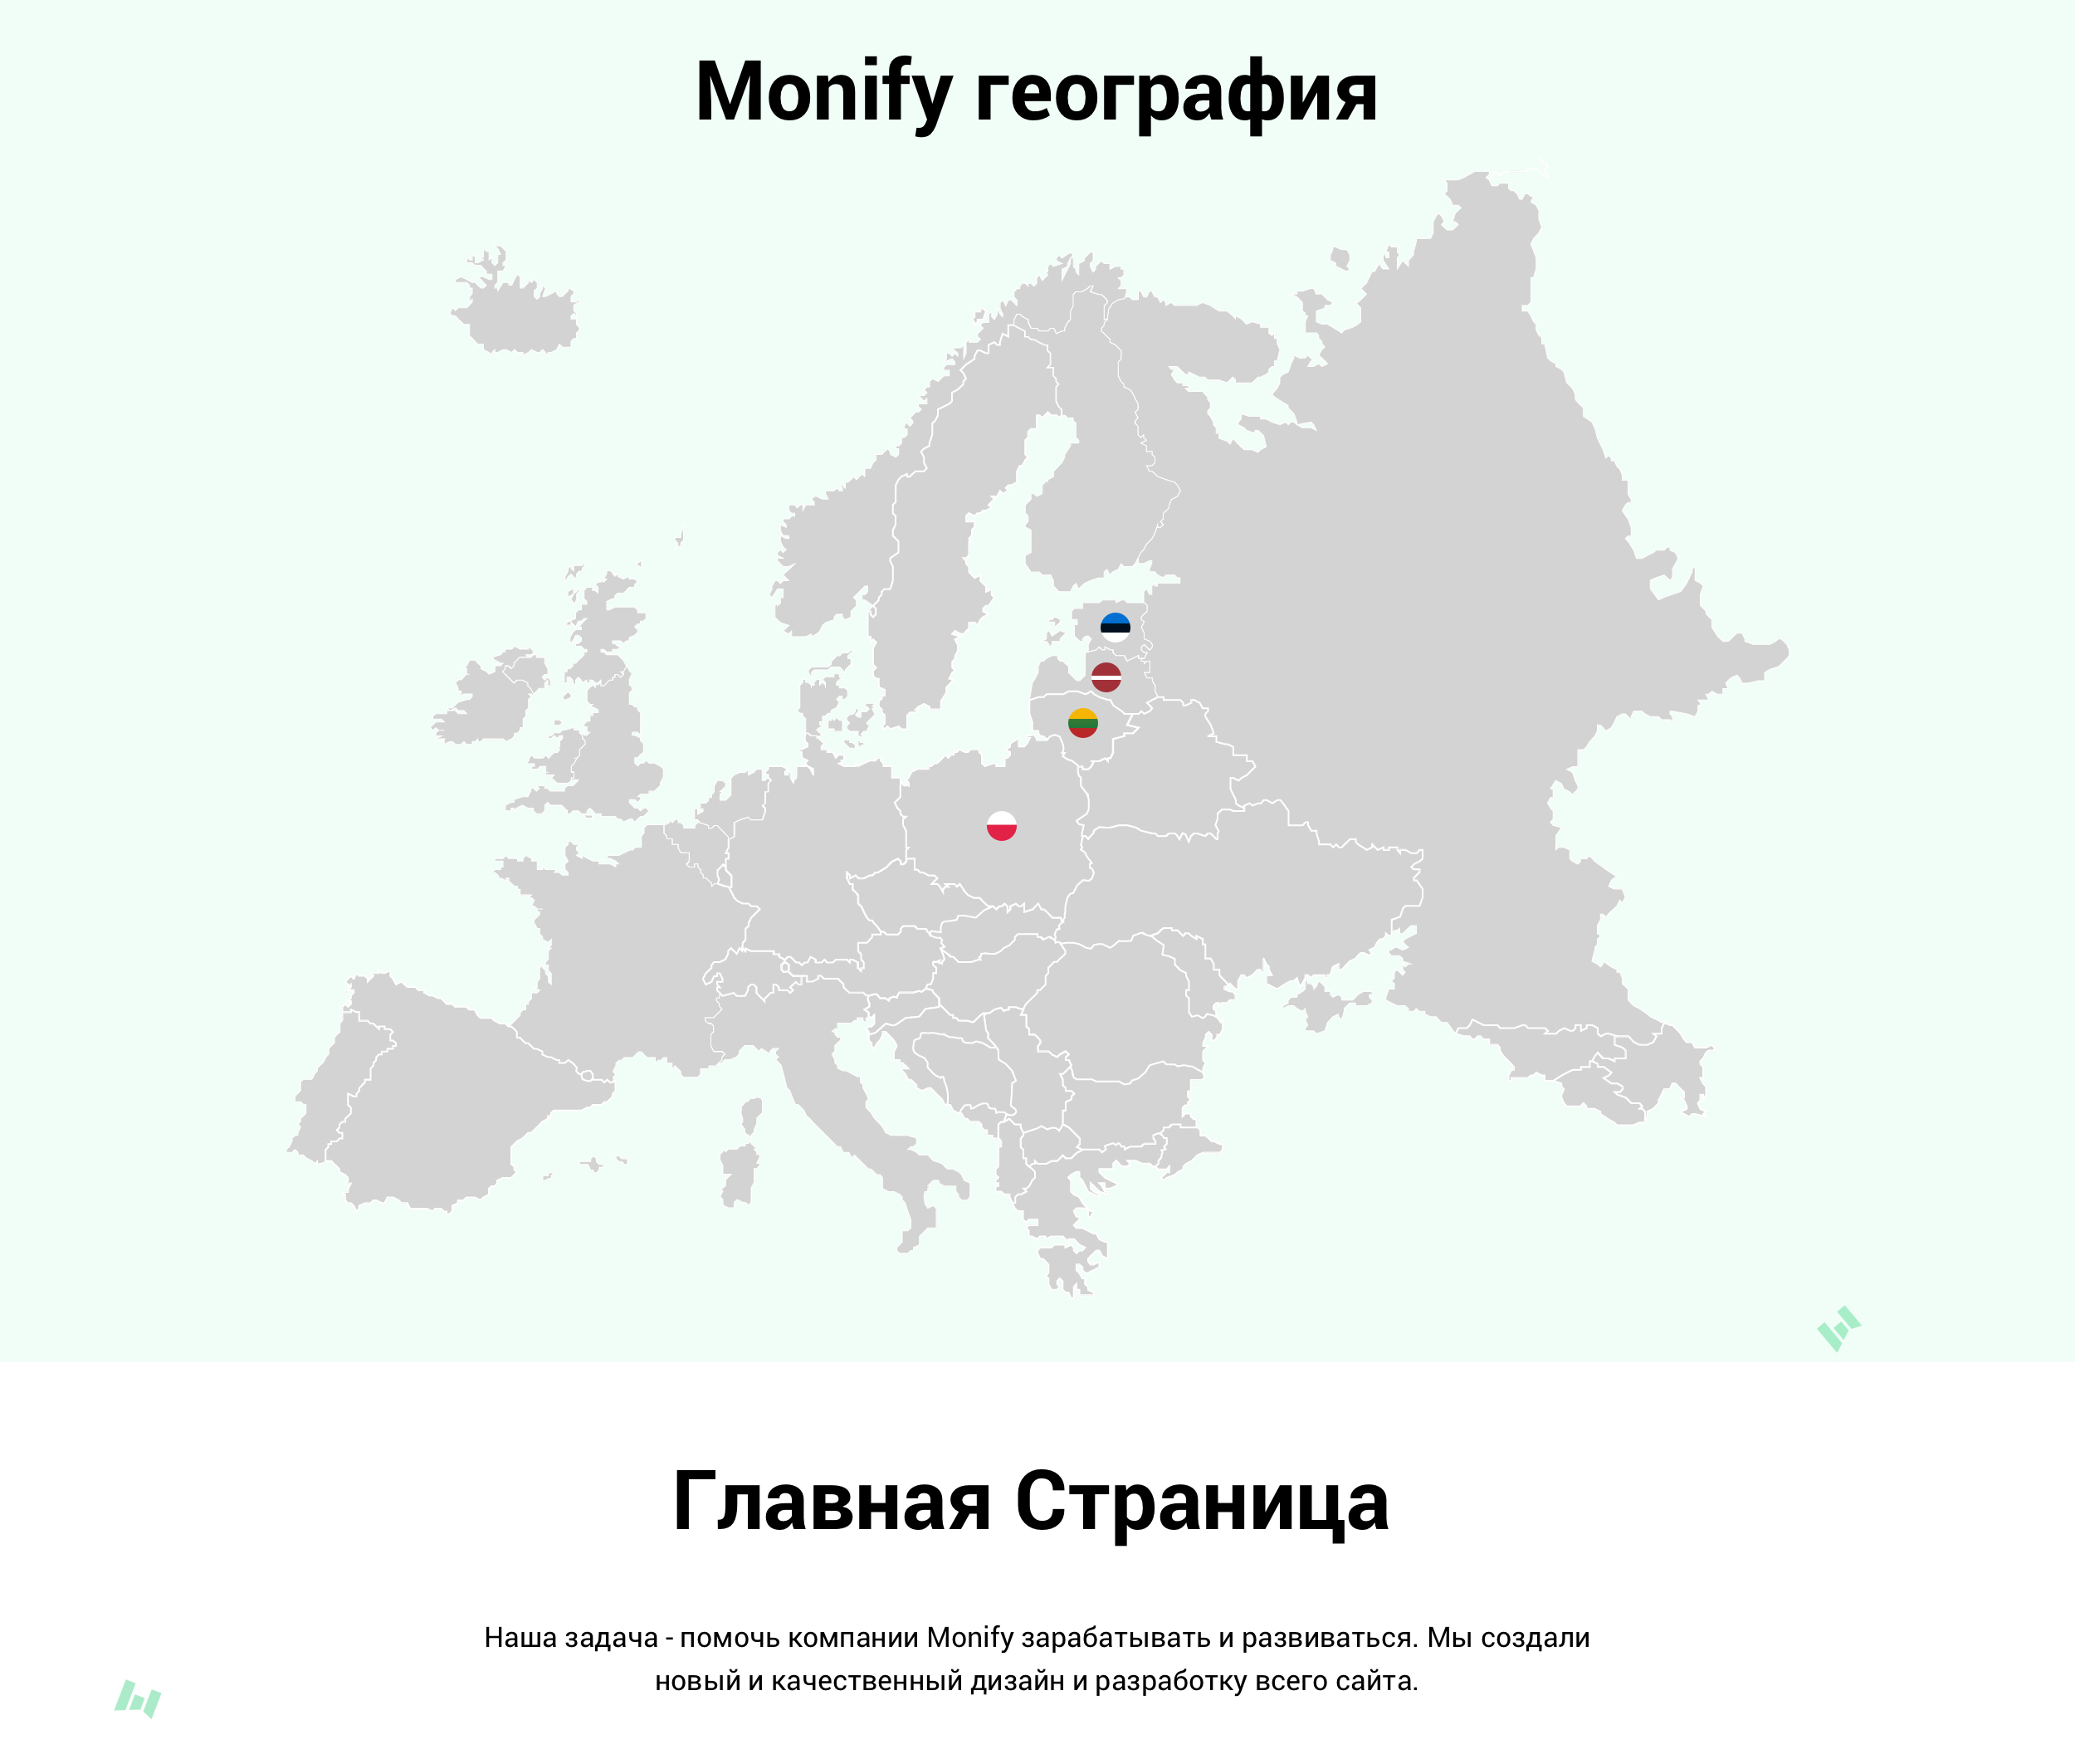 Monify география
Главная Страница
Наша задача - помочь компании Monify зарабатывать и развиваться. Мы создали
новый и качественный дизайн и разработку всего сайта.